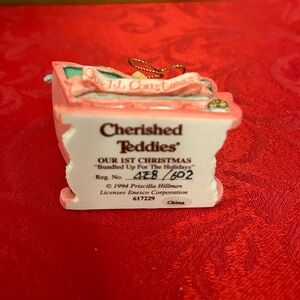 Our 1st Christmas
Cherished
Teddies®
OUR 1ST CHRISTMAS
"Bundled Up For The Holidays"
Reg. No. 4E8/602
© 1994 Priscilla Hillman
Licensee Enesco Corporation
617229
China